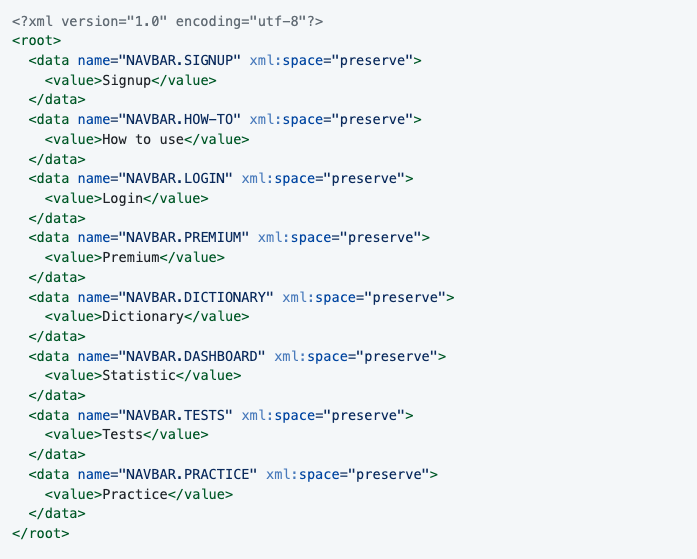 <?xml version="1.0" encoding="utf-8"?>
<root>
  <data name="NAVBAR.SIGNUP" xml:space="preserve">
    <value>Signup</value>
  </data>
  <data name="NAVBAR.HOW-TO" xml:space="preserve">
    <value>How to use</value>
  </data>
  <data name="NAVBAR.LOGIN" xml:space="preserve">
    <value>Login</value>
  </data>
  <data name="NAVBAR.PREMIUM" xml:space="preserve">
    <value>Premium</value>
  </data>
  <data name="NAVBAR.DICTIONARY" xml:space="preserve">
    <value>Dictionary</value>
  </data>
  <data name="NAVBAR.DASHBOARD" xml:space="preserve">
    <value>Statistic</value>
  </data>
  <data name="NAVBAR.TESTS" xml:space="preserve">
    <value>Tests</value>
  </data>
  <data name="NAVBAR.PRACTICE" xml:space="preserve">
    <value>Practice</value>
  </data>
</root>